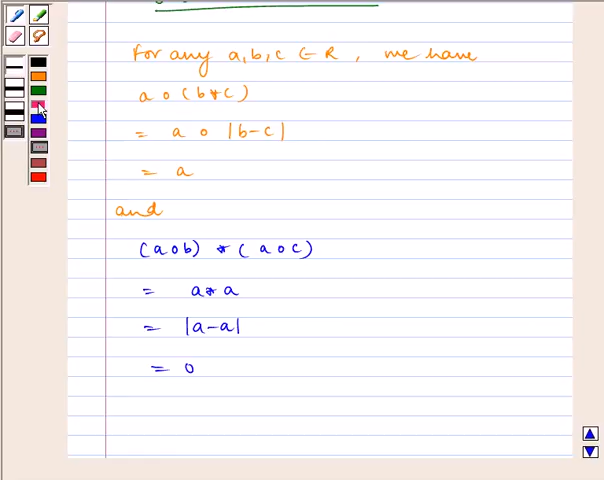 For any a, b, c ∈ R , we have
a o (b * c)
= a o |b-c|
= a
and
(a o b) * (a o c)
= a * a
= |a-a|
= 0